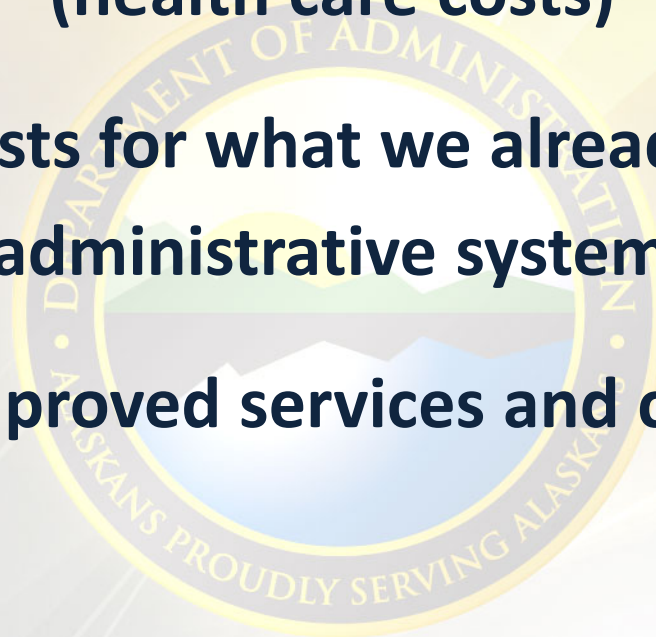 (health care costs)
sts for what we alread
administrative system
proved services and c
DEPARTMENT OF ADMINISTRATION
ALASKANS PROUDLY SERVING ALASKANS